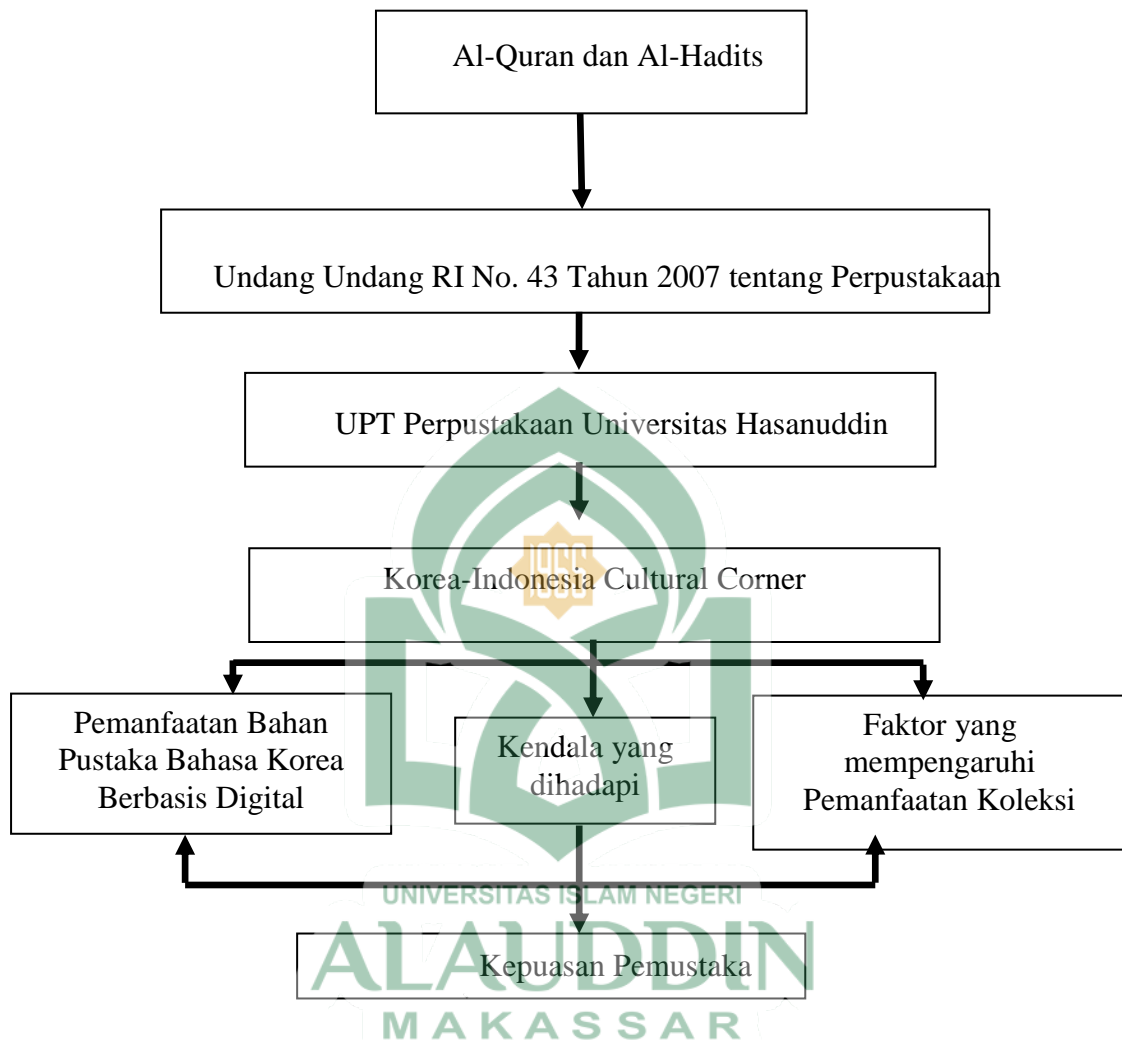 Al-Quran dan Al-Hadits
Undang Undang RI No. 43 Tahun 2007 tentang Perpustakaan
UPT Perpustakaan Universitas Hasanuddin
1965
Korea-Indonesia Cultural Corner
Pemanfaatan Bahan
Pustaka Bahasa Korea
Berbasis Digital
Kendala yang
dihadapi
Faktor yang
mempengaruhi
Pemanfaatan Koleksi
UNIVERSITAS ISLAM NEGERI
ALAUDDIN
Kepuasan Pemustaka
MAKASSAR